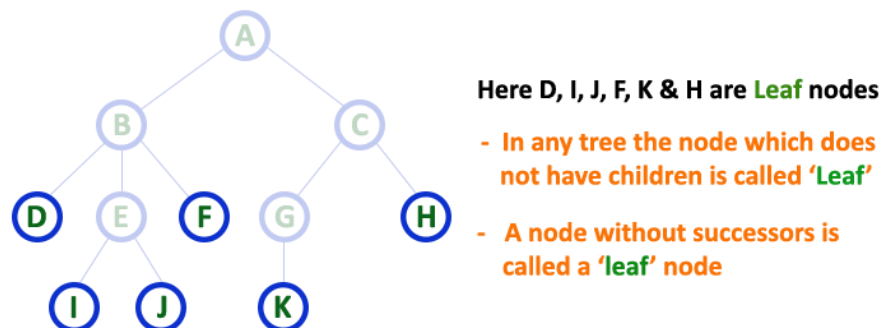 A
B
C
D
E
F
G
H
I
J
K
Here D, I, J, F, K & H are Leaf nodes
- In any tree the node which does
not have children is called ‘Leaf’
- A node without successors is
called a ‘leaf’ node